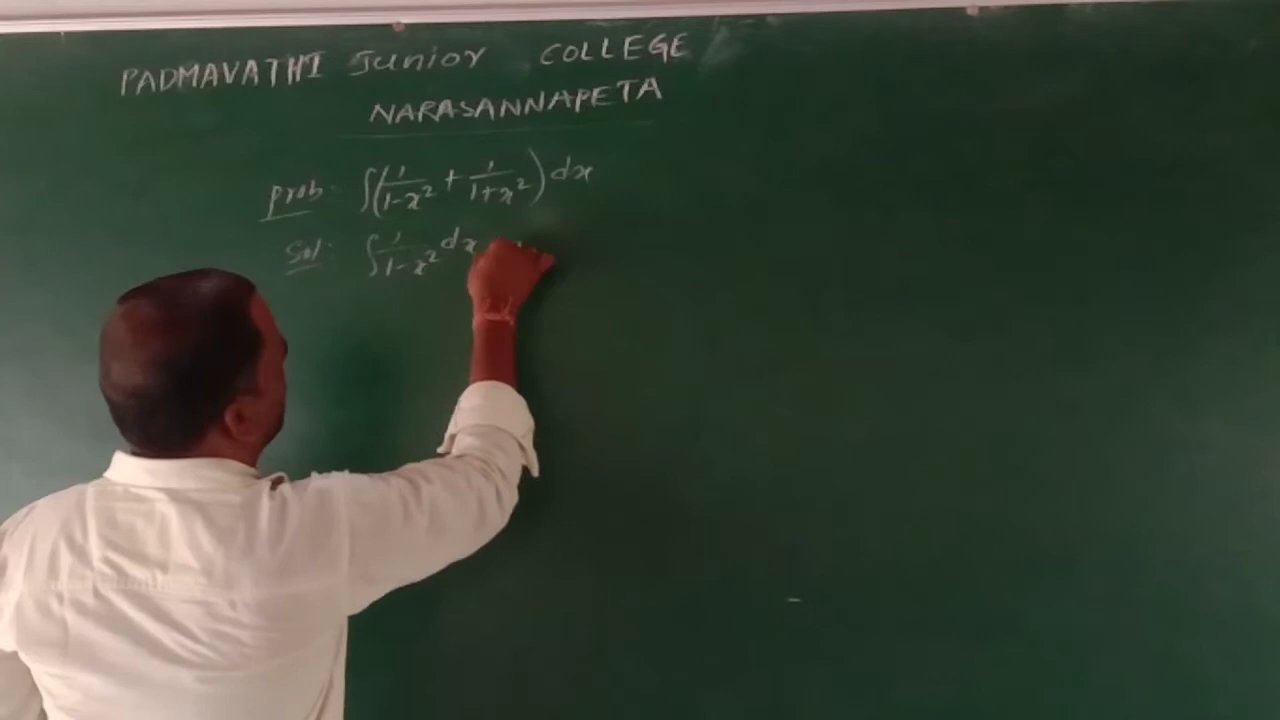 PADMAVATHI Junior COLLEGE
NARASANNAPETA
prob: ∫(1/(1-x²) + 1/(1+x²)) dx
Sol: ∫ 1/(1-x²) dx